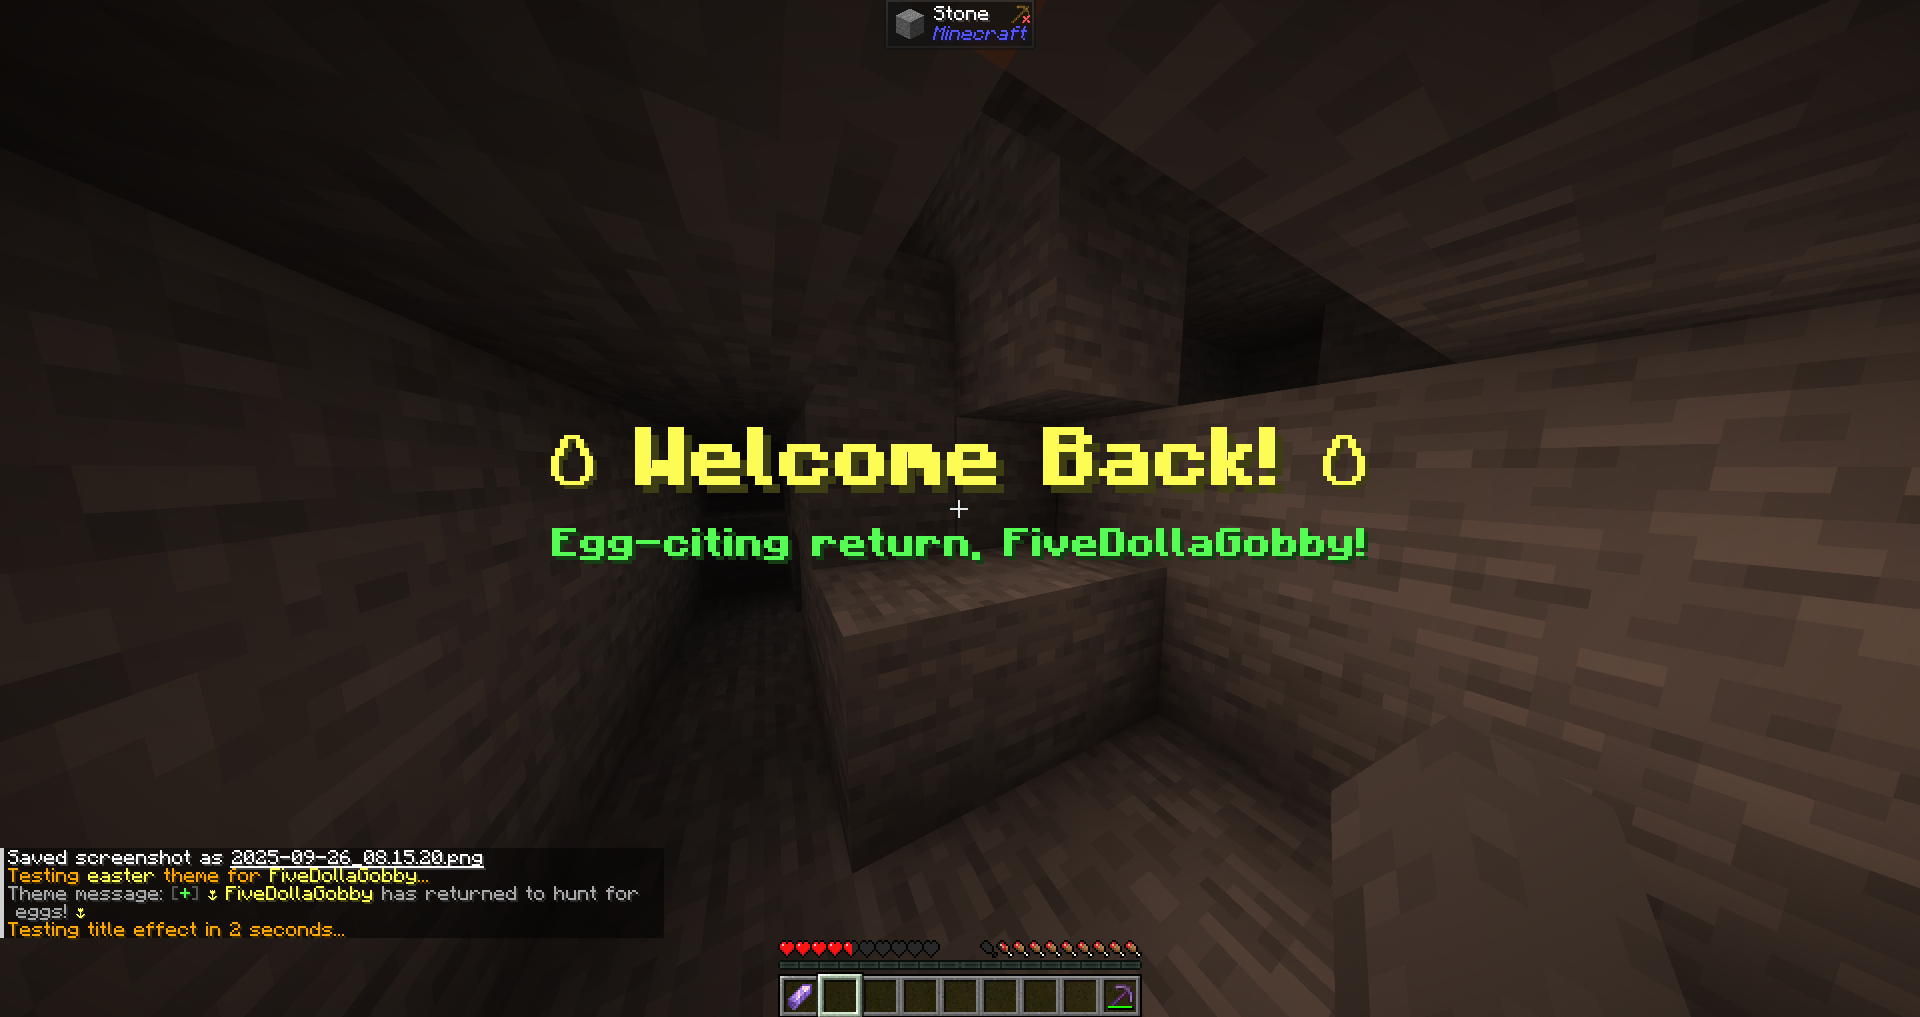 Stone
Minecraft
Welcome Back!
Egg-citing return, FiveDollaGobby!
Saved screenshot as 2025-09-26_08.15.20.png
Testing easter theme for FiveDollaGobby...
Theme message: [+] ⚘ FiveDollaGobby has returned to hunt for
eggs! ⚘
Testing title effect in 2 seconds...